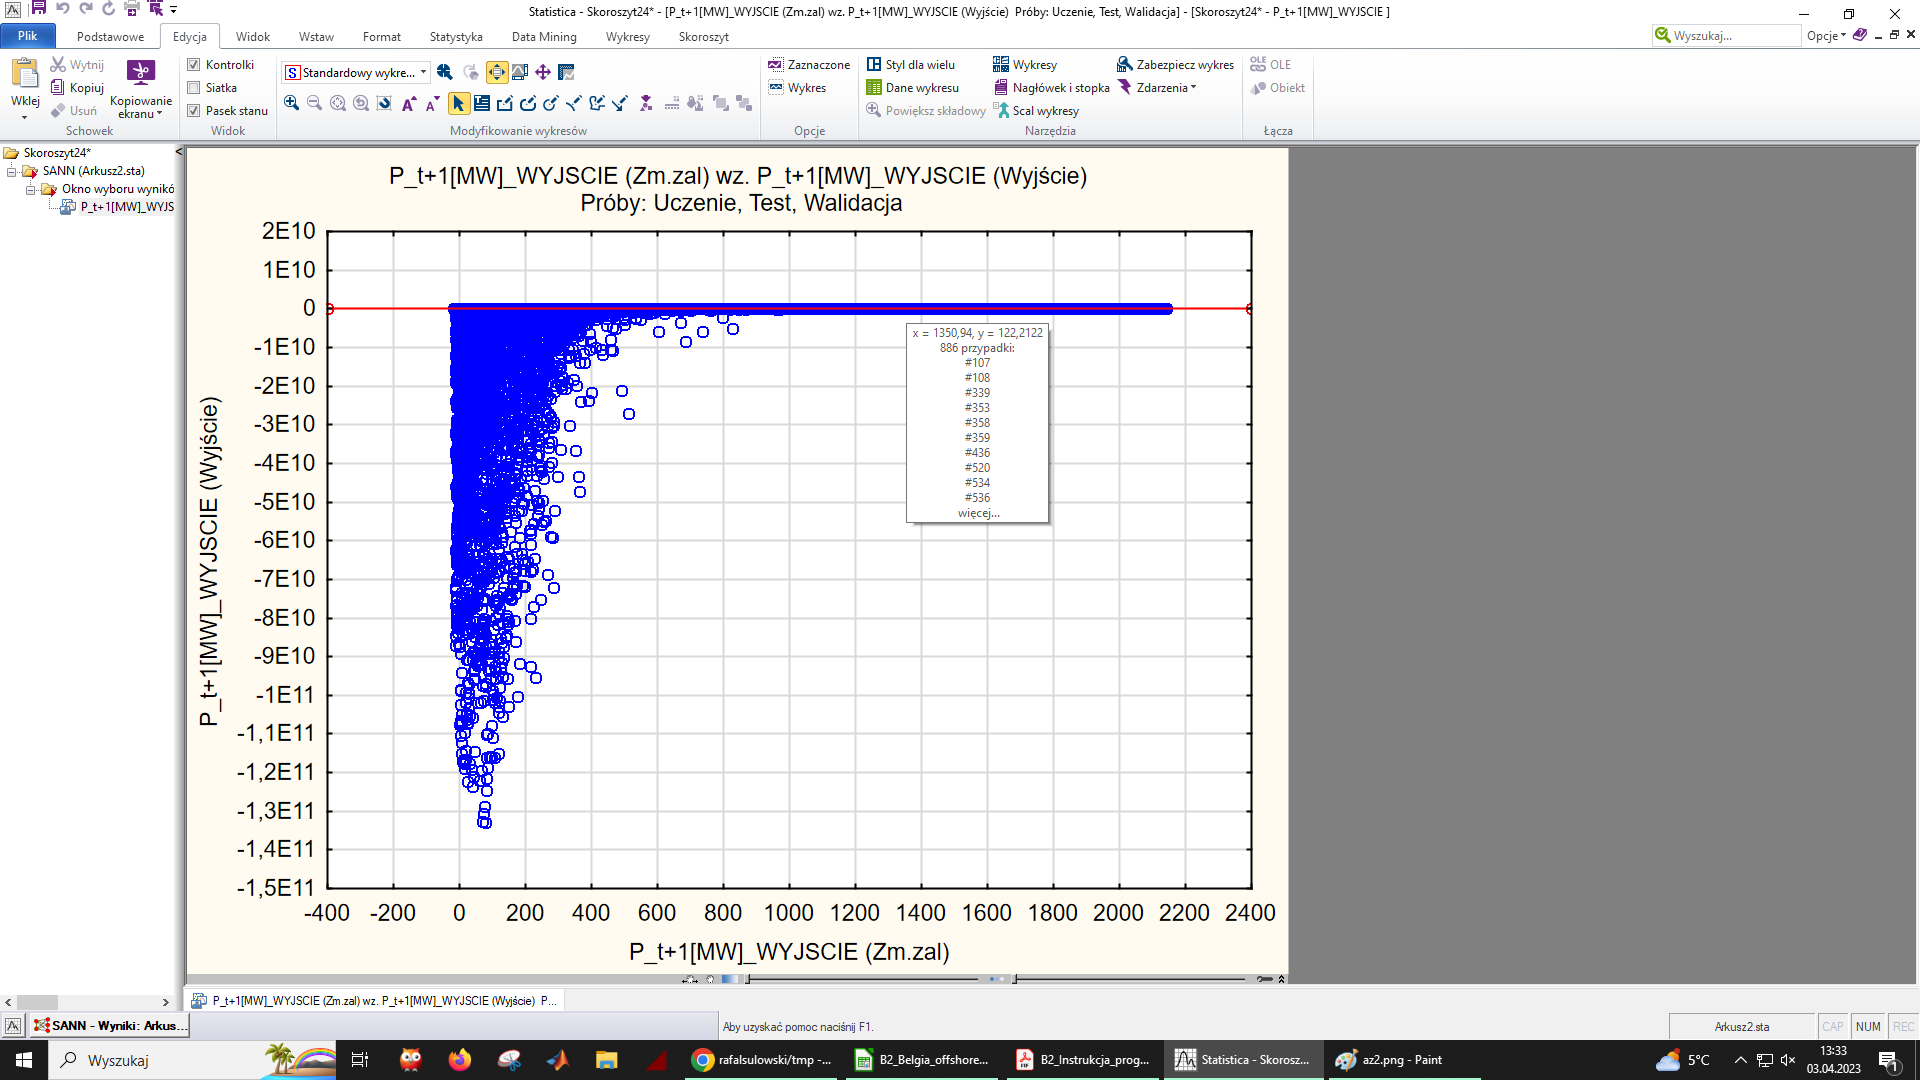 Statistica - Skoroszyt24* - [P_t+1[MW]_WYJSCIE (Zm.zal) wz. P_t+1[MW]_WYJSCIE (Wyjście)  Próby: Uczenie, Test, Walidacja] - [Skoroszyt24* - P_t+1[MW]_WYJSCIE ]
Plik Podstawowe Edycja Widok Wstaw Format Statystyka Data Mining Wykresy Skoroszyt Wyszukaj... Opcje
Wklej
Wytnij
Kopiuj
Usuń
Kopiowanie ekranu
Schowek
Kontrolki
Siatka
Pasek stanu
Widok
Standardowy wykre...
Modyfikowanie wykresów
Zaznaczone
Wykres
Opcje
Styl dla wielu
Dane wykresu
Powiększ składowy
Wykresy
Nagłówek i stopka
Scal wykresy
Zabezpiecz wykres
Zdarzenia
Narzędzia
OLE
OLE
Obiekt
Łącza
Skoroszyt24*
SANN (Arkusz2.sta)
Okno wyboru wynikó
P_t+1[MW]_WYJS
P_t+1[MW]_WYJSCIE (Zm.zal) wz. P_t+1[MW]_WYJSCIE (Wyjście)
Próby: Uczenie, Test, Walidacja
2E10
1E10
0
-1E10
-2E10
-3E10
-4E10
-5E10
-6E10
-7E10
-8E10
-9E10
-1E11
-1,1E11
-1,2E11
-1,3E11
-1,4E11
-1,5E11
P_t+1[MW]_WYJSCIE (Wyjście)
x = 1350,94, y = 122,2122
886 przypadki:
#107
#108
#339
#353
#358
#359
#436
#520
#534
#536
więcej...
-400 -200 0 200 400 600 800 1000 1200 1400 1600 1800 2000 2200 2400
P_t+1[MW]_WYJSCIE (Zm.zal)
P_t+1[MW]_WYJSCIE (Zm.zal) wz. P_t+1[MW]_WYJSCIE (Wyjście)  P...
SANN - Wyniki: Arkus...
Aby uzyskać pomoc naciśnij F1.
Arkusz2.sta CAP NUM REC
Wyszukaj
rafalsulowski/tmp -...
B2_Belgia_offshore...
B2_Instrukcja_prog...
Statistica - Skorosz...
az2.png - Paint
5°C
13:33
03.04.2023
1